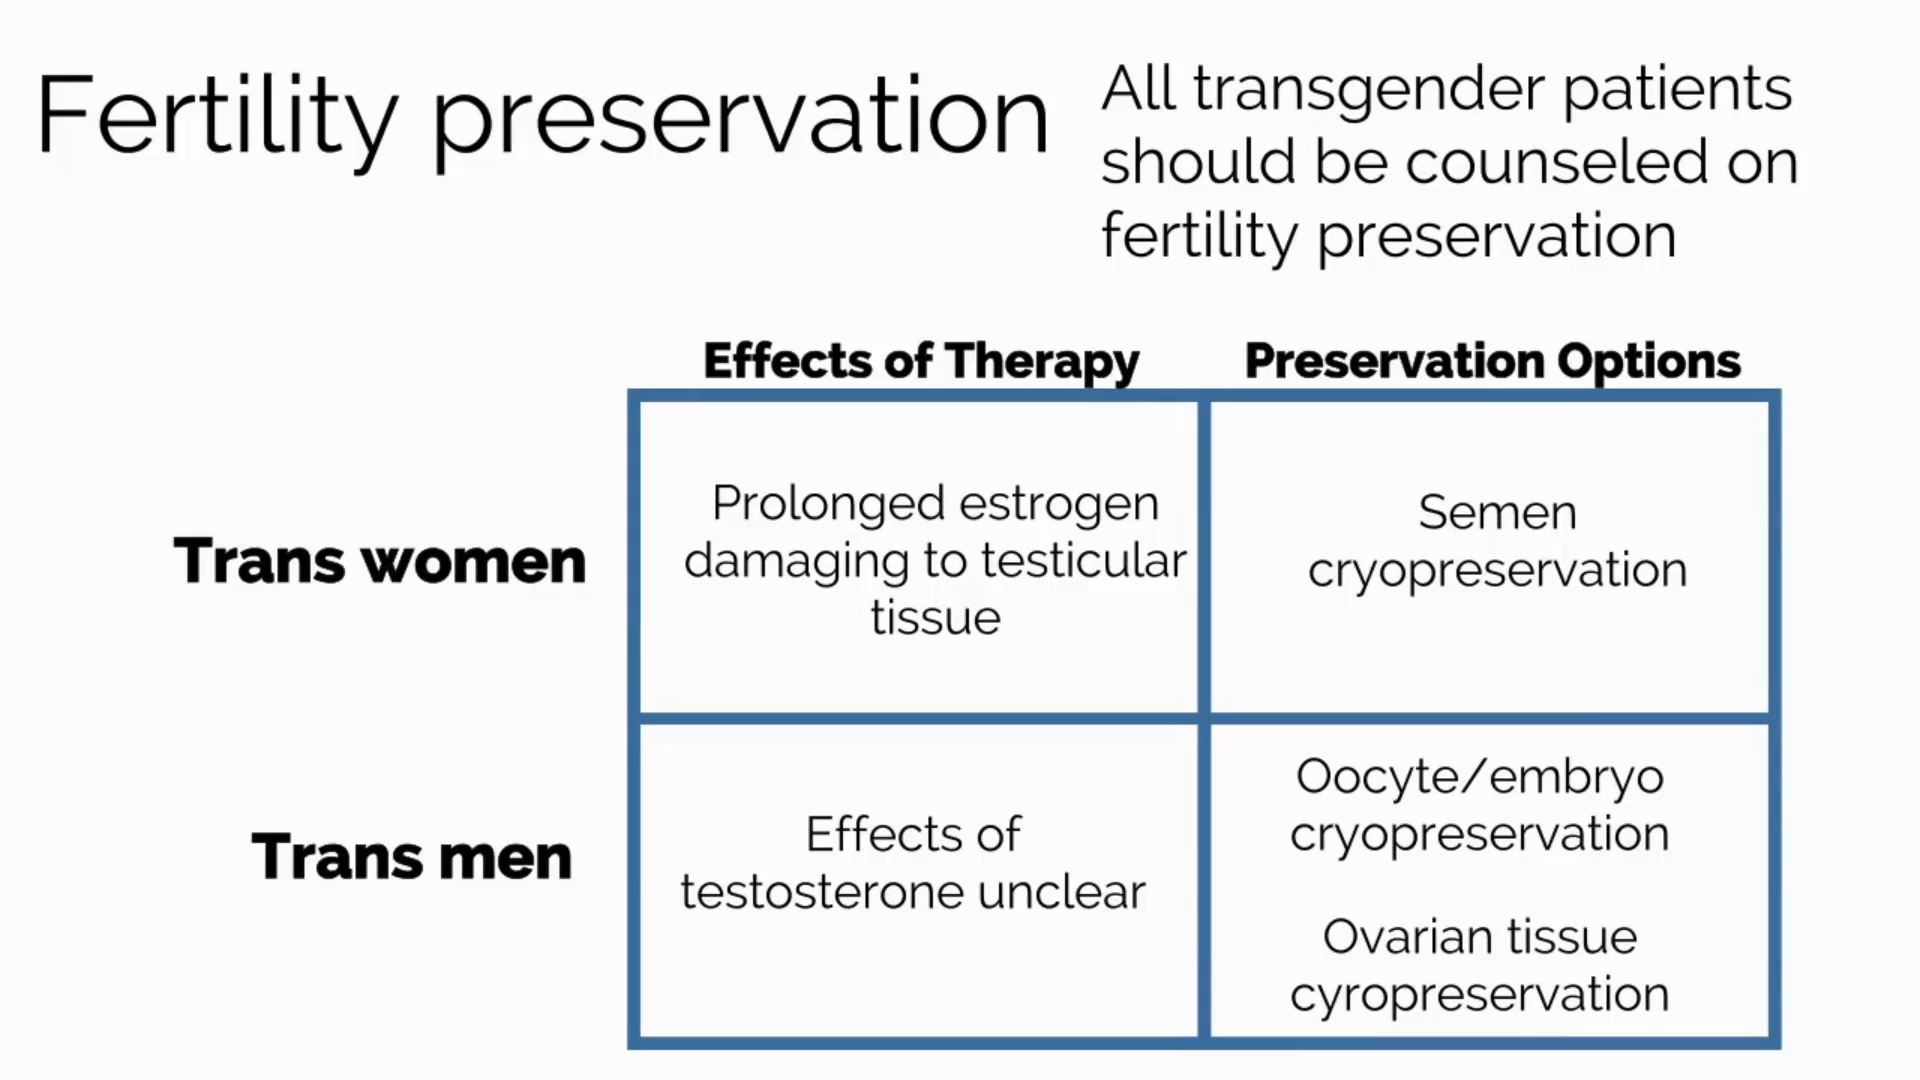 Fertility preservation
All transgender patients
should be counseled on
fertility preservation
Effects of Therapy
Preservation Options
Trans women
Prolonged estrogen
damaging to testicular
tissue
Semen
cryopreservation
Trans men
Effects of
testosterone unclear
Oocyte/embryo
cryopreservation
Ovarian tissue
cyropreservation